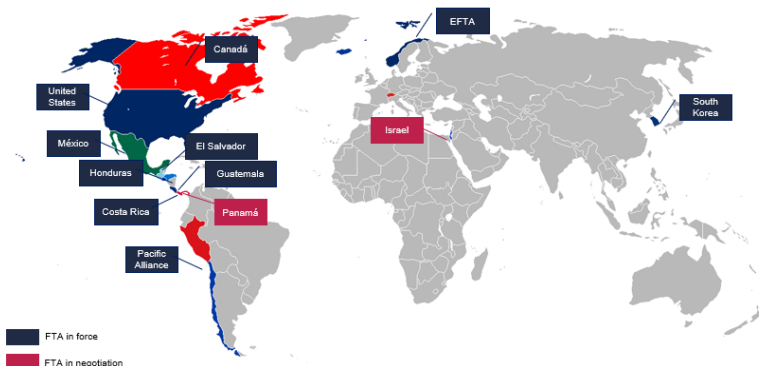 EFTA
Canadá
United
States
South
Korea
Israel
México
El Salvador
Honduras
Guatemala
Costa Rica
Panamá
Pacific
Alliance
FTA in force
FTA in negotiation